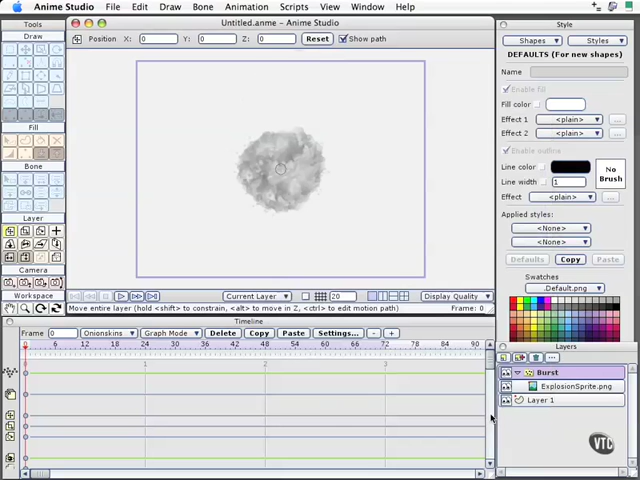 Anime Studio File Edit Draw Bone Animation Scripts View Window Help
Untitled.anme - Anime Studio
Tools
Draw
Fill
Bone
Layer
Camera
Workspace
Position X: 0 Y: 0 Z: 0 Reset Show path
Current Layer 20 Display Quality
Move entire layer (hold <shift> to constrain, <alt> to move in Z, <ctrl> to edit motion path) Frame: 0
Timeline
Frame 0 Onionskins Graph Mode Delete Copy Paste Settings... - +
0 6 12 18 24 30 36 42 48 54 60 66 72 78 84 90
0 1 2 3
Style
Shapes Styles
DEFAULTS (For new shapes)
Name
Enable fill
Fill color
Effect 1 <plain> ...
Effect 2 <plain> ...
Enable outline
Line color
Line width 1
No Brush
Effect <plain> ...
Applied styles:
<None>
<None>
Defaults Copy Paste
Swatches
.Default.png
Layers
Burst
ExplosionSprite.png
Layer 1
VTC